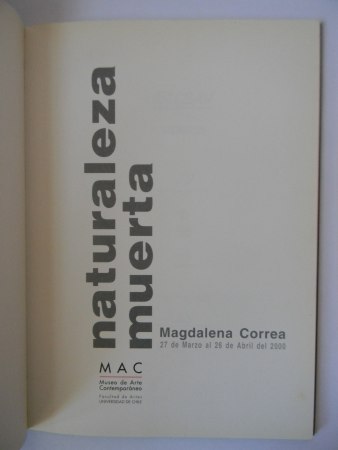 naturaleza
muerta
Magdalena Correa
27 de Marzo al 26 de Abril del 2000
MAC
Museo de Arte
Contemporáneo
Facultad de Artes
UNIVERSIDAD DE CHILE